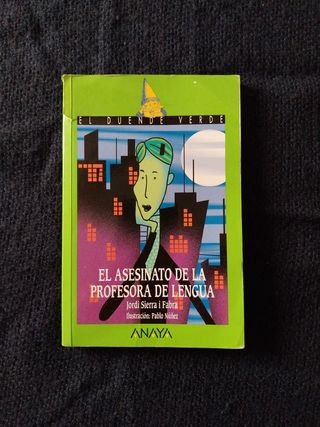 EL DUENDE VERDE
EL ASESINATO DE LA
PROFESORA DE LENGUA
Jordi Sierra i Fabra
Ilustración: Pablo Núñez
ANAYA